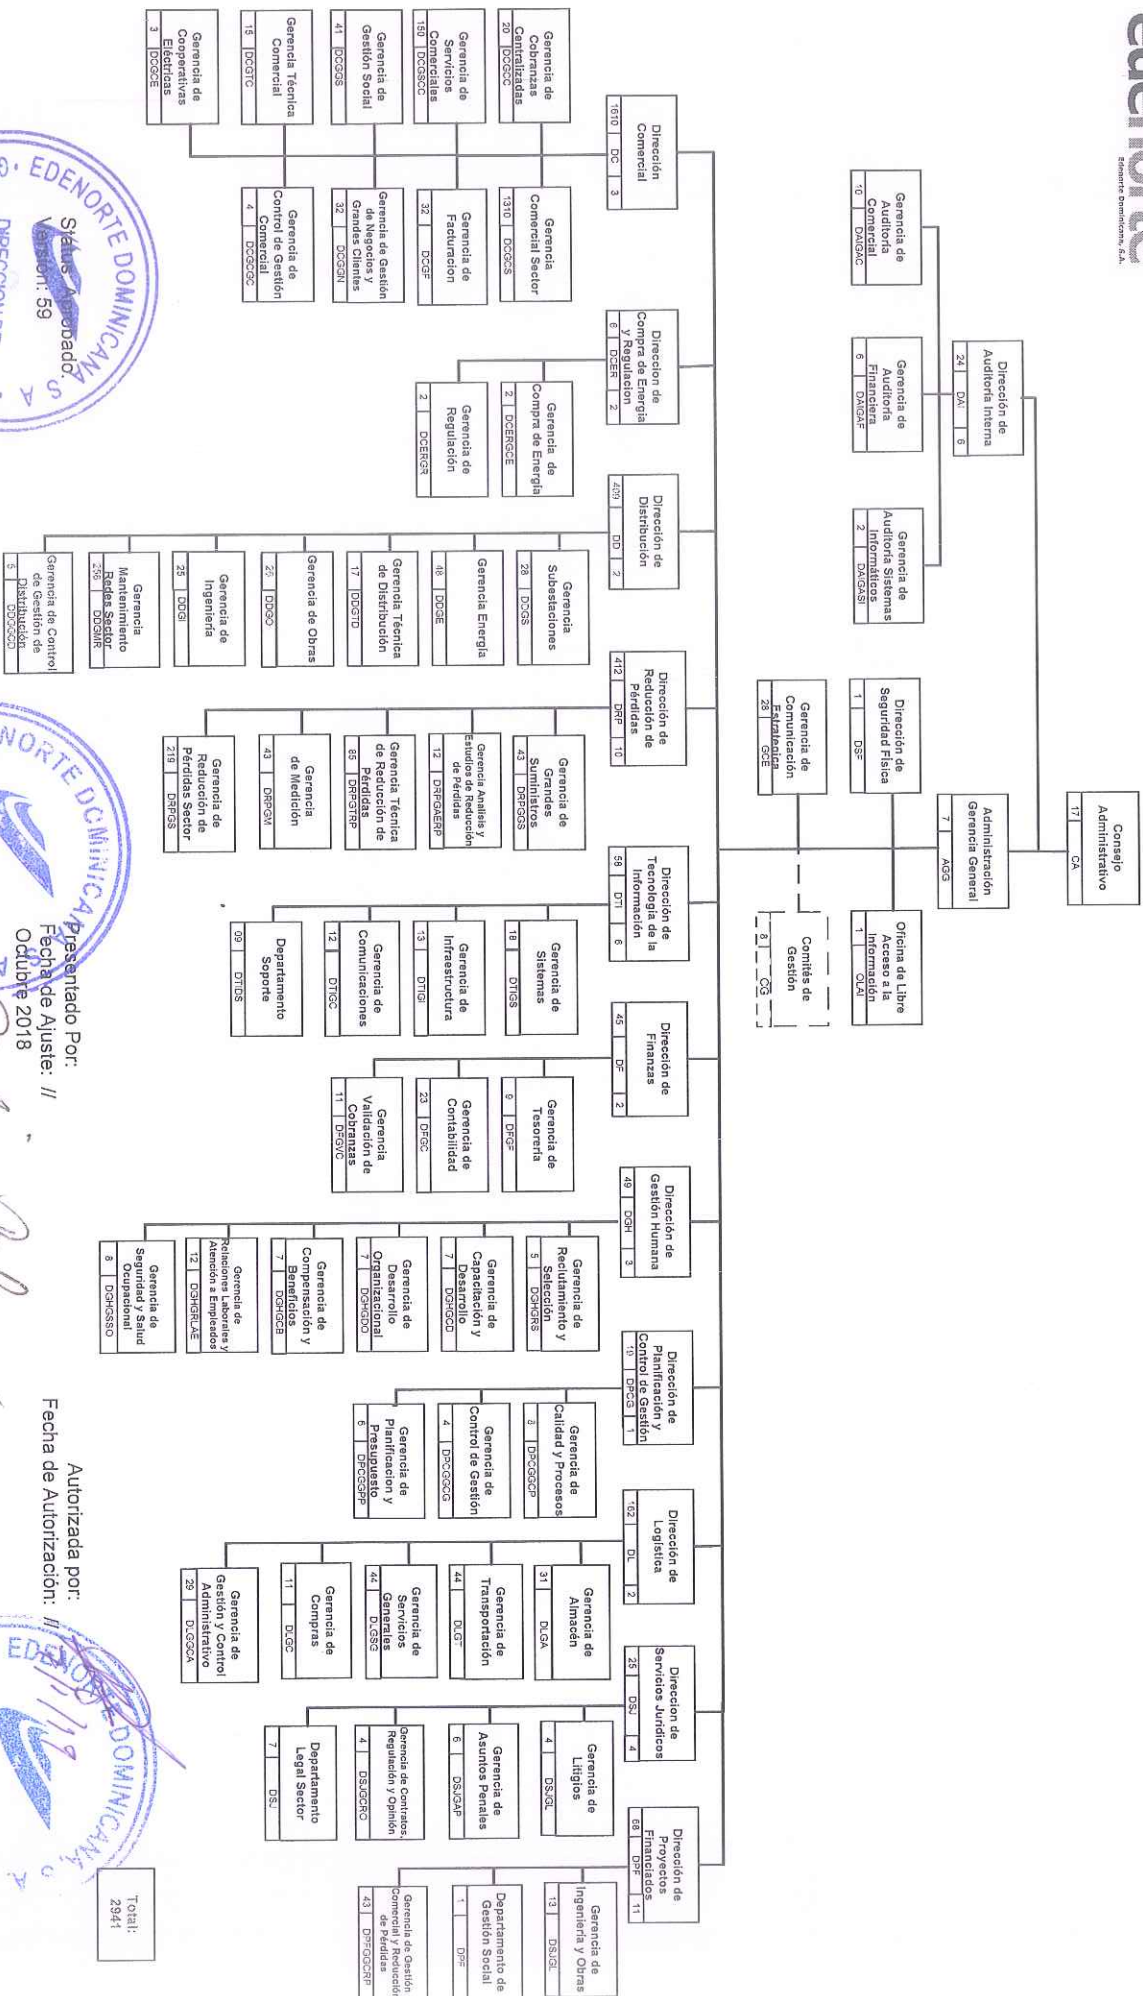 edenorte
Edenorte Dominicana, S.A.
Consejo
Administrativo
17 CA
Dirección de
Auditoría Interna
24 DAI 6
Administración
Gerencia General
7 AGG
Gerencia de
Auditoría
Comercial
10 DAIGAC
Gerencia de
Auditoría
Financiera
6 DAIGAF
Gerencia de
Auditoría Sistemas
Informáticos
2 DAIGASI
Dirección de
Seguridad Física
1 DSF
Oficina de Libre
Acceso a la
Información
1 OLAI
Gerencia de
Comunicación
Estrategica
28 GCE
Comités de
Gestión
8 CG
Dirección
Comercial
1610 DC 3
Gerencia de
Cobranzas
Centralizadas
20 DCGCC
Gerencia
Comercial Sector
1310 DCGCS
Gerencia de
Servicios
Comerciales
150 DCGSCC
Gerencia de
Facturacion
32 DCGF
Gerencia de
Gestión Social
41 DCGGS
Gerencia de Gestión
de Negocios y
Grandes Clientes
32 DCGGN
Gerencia Técnica
Comercial
15 DCGTC
Gerencia de
Control de Gestión
Comercial
4 DCGCGC
Gerencia de
Cooperativas
Eléctricas
3 DCGCE
Direccion de
Compra de Energía
y Regulacion
6 DCER 2
Gerencia de
Compra de Energía
2 DCERGCE
Gerencia de
Regulación
2 DCERGR
Dirección de
Distribución
409 DD 2
Gerencia
Subestaciones
28 DDGS
Gerencia Energía
48 DDGE
Gerencia Técnica
de Distribución
17 DDGTD
Gerencia de Obras
DDGO
Gerencia de
Ingeniería
25 DDGI
Gerencia
Mantenimiento
Redes Sector
256 DDGMR
Gerencia de Control
de Gestión de
Distribución
5 DDGGCD
Dirección de
Reducción de
Pérdidas
412 DRP 10
Gerencia de
Grandes
Suministros
43 DRPGGS
Gerencia Analisis y
Estudios de Reducción
de Pérdidas
12 DRPGAERP
Gerencia Técnica
de Reducción de
Pérdidas
85 DRPGTRP
Gerencia
de Medición
43 DRPGM
Gerencia de
Reducción de
Pérdidas Sector
219 DRPGS
Dirección de
Tecnología de la
Información
58 DTI 6
Gerencia de
Sistemas
18 DTIGS
Gerencia de
Infraestructura
13 DTIGI
Gerencia de
Comunicaciones
12 DTIGC
Departamento
Soporte
09 DTIDS
Dirección de
Finanzas
45 DF 2
Gerencia de
Tesorería
9 DFGF
Gerencia de
Contabilidad
23 DFGC
Gerencia
Validación de
Cobranzas
11 DFGVC
Dirección de
Gestión Humana
49 DGH 3
Gerencia de
Reclutamiento y
Selección
5 DGHGRS
Gerencia de
Capacitación y
Desarrollo
7 DGHGCD
Gerencia de
Desarrollo
Organizacional
7 DGHGDO
Gerencia de
Compensación y
Beneficios
7 DGHGCB
Gerencia de
Relaciones Laborales y
Atención a Empleados
12 DGHGRLAE
Gerencia de
Seguridad y Salud
Ocupacional
8 DGHGSSO
Dirección de
Planificación y
Control de Gestión
19 DPCG 1
Gerencia de
Calidad y Procesos
8 DPCGGCP
Gerencia de
Control de Gestión
4 DPCGGCG
Gerencia de
Planificacion y
Presupuesto
6 DPCGGPP
Dirección de
Logística
162 DL 2
Gerencia de
Almacén
31 DLGA
Gerencia de
Transportación
44 DLGT
Gerencia de
Servicios
Generales
44 DLGSG
Gerencia de
Compras
11 DLGC
Gerencia de
Gestión y Control
Administrativo
29 DLGGCA
Direccion de
Servicios Jurídicos
25 DSJ 4
Gerencia de
Litigios
4 DSJGL
Gerencia de
Asuntos Penales
6 DSJGAP
Gerencia de Contratos,
Regulación y Opinión
4 DSJGCRO
Departamento
Legal Sector
7 DSJ
Dirección de
Proyectos
Financiados
68 DPF 11
Gerencia de
Ingeniería y Obras
13 DSJGL
Departamento de
Gestión Social
1 DPF
Gerencia de Gestión
Comercial y Reducción
de Pérdidas
43 DPFGGCRP
Status Aprobado.
Versión: 59
EDENORTE DOMINICANA S A
Presentado Por:
Fecha de Ajuste: //
Octubre 2018
NORTE DOMINICANA S A
Autorizada por:
Fecha de Autorización: //
EDENORTE DOMINICANA, S A
Total:
2941